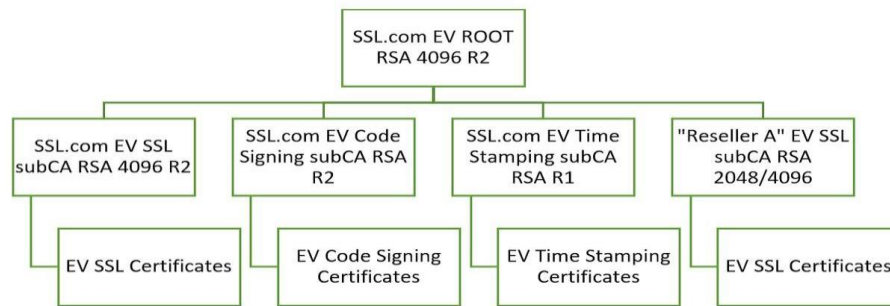 SSL.com EV ROOT
RSA 4096 R2
SSL.com EV SSL
subCA RSA 4096 R2
SSL.com EV Code
Signing subCA RSA
R2
SSL.com EV Time
Stamping subCA
RSA R1
"Reseller A" EV SSL
subCA RSA
2048/4096
EV SSL Certificates
EV Code Signing
Certificates
EV Time Stamping
Certificates
EV SSL Certificates